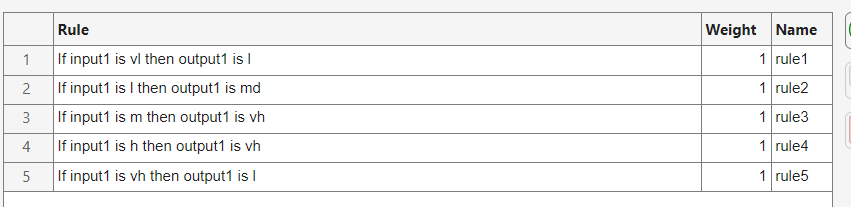 Rule Weight Name
1 If input1 is vl then output1 is l 1 rule1
2 If input1 is l then output1 is md 1 rule2
3 If input1 is m then output1 is vh 1 rule3
4 If input1 is h then output1 is vh 1 rule4
5 If input1 is vh then output1 is l 1 rule5